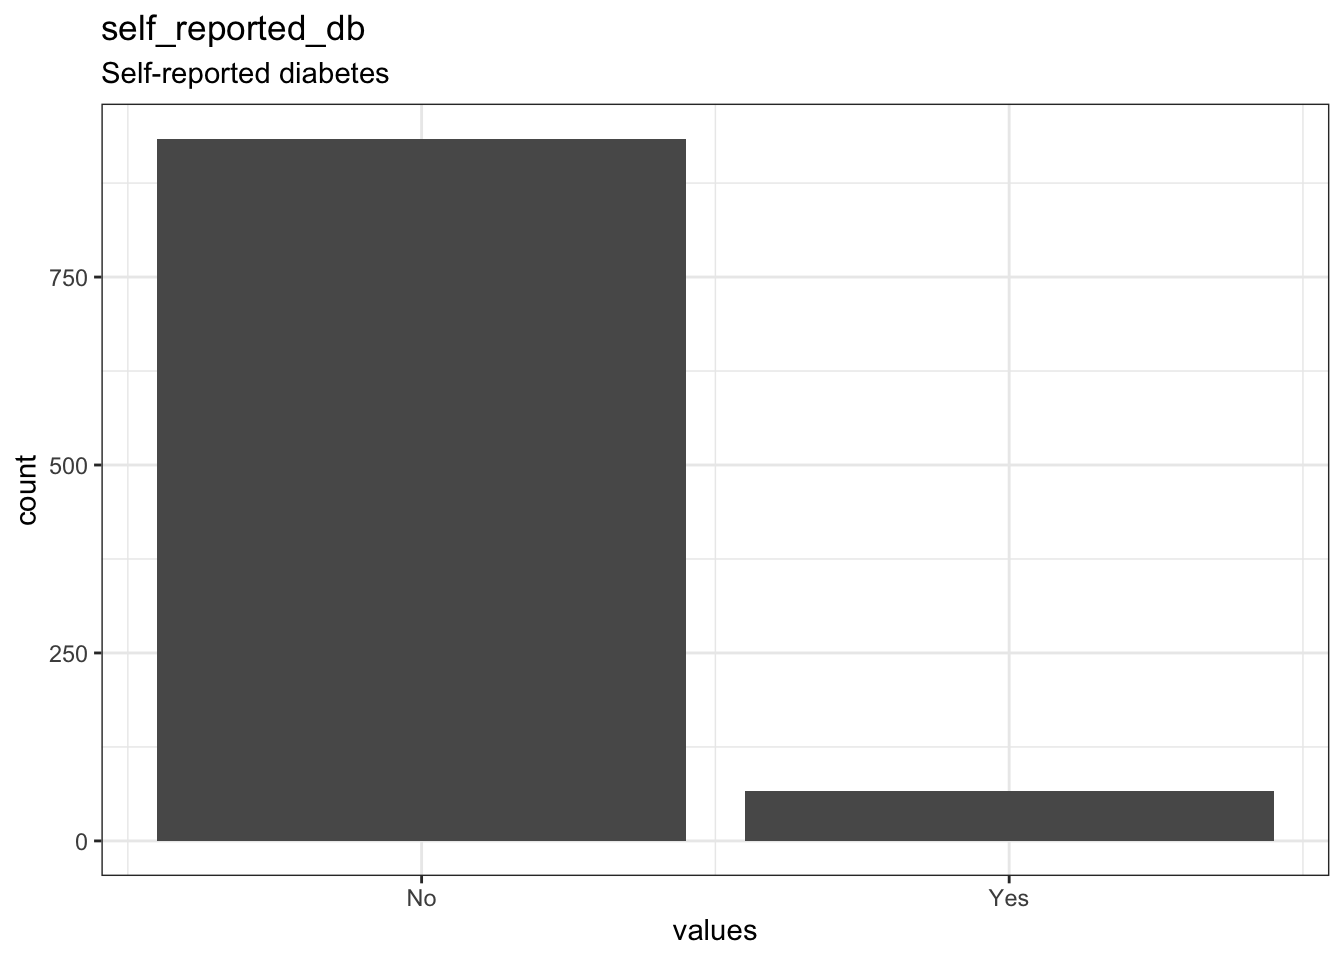 self_reported_db
Self-reported diabetes
count
750
500
250
0
No
Yes
values